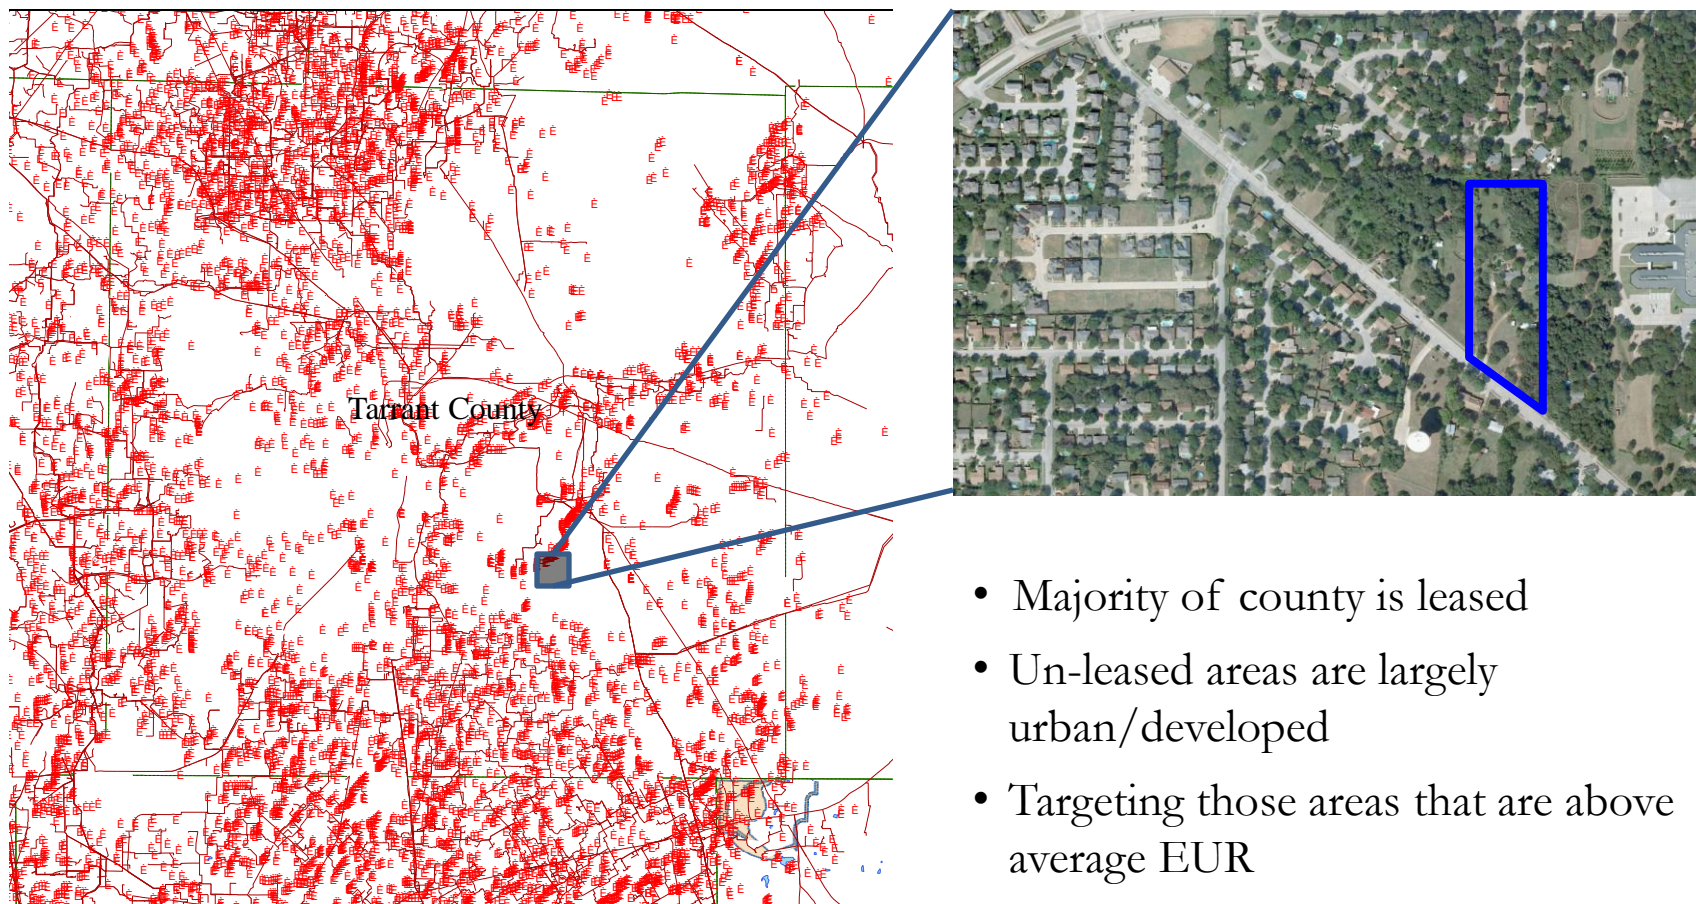 Tarrant County
• Majority of county is leased
• Un-leased areas are largely
urban/developed
• Targeting those areas that are above
average EUR